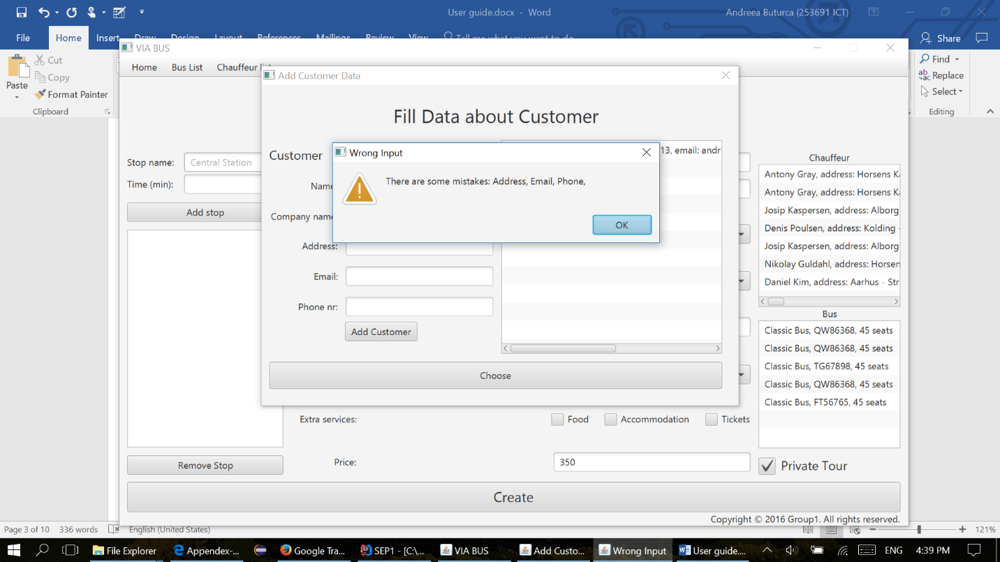 User guide.docx - Word
Andreea Buturca (253691 ICT)
File Home Insert Draw Design Layout References Mailings Review View Tell me what you want to do
Share
Paste
Cut
Copy
Format Painter
Clipboard
Find
Replace
Select
Editing
VIA BUS
Home Bus List Chauffeur list
Add Customer Data
Fill Data about Customer
Customer
Wrong Input
There are some mistakes: Address, Email, Phone,
OK
13, email: andr
Name
Company name
Address:
Email:
Phone nr:
Add Customer
Choose
Stop name: Central Station
Time (min):
Add stop
Remove Stop
Chauffeur
Antony Gray, address: Horsens Ka
Antony Gray, address: Horsens Ka
Josip Kaspersen, address: Alborg
Denis Poulsen, address: Kolding -
Josip Kaspersen, address: Alborg
Nikolay Guldahl, address: Horsen
Daniel Kim, address: Aarhus - Str
Bus
Classic Bus, QW86368, 45 seats
Classic Bus, QW86368, 45 seats
Classic Bus, TG67898, 45 seats
Classic Bus, QW86368, 45 seats
Classic Bus, FT56765, 45 seats
Extra services: Food Accommodation Tickets
Price: 350
Private Tour
Create
Copyright © 2016 Group1. All rights reserved.
Page 3 of 10 336 words English (United States) 121%
File Explorer Appendex-... Google Tra... SEP1 - [C:\... VIA BUS Add Custo... Wrong Input User guide.... ENG 4:39 PM